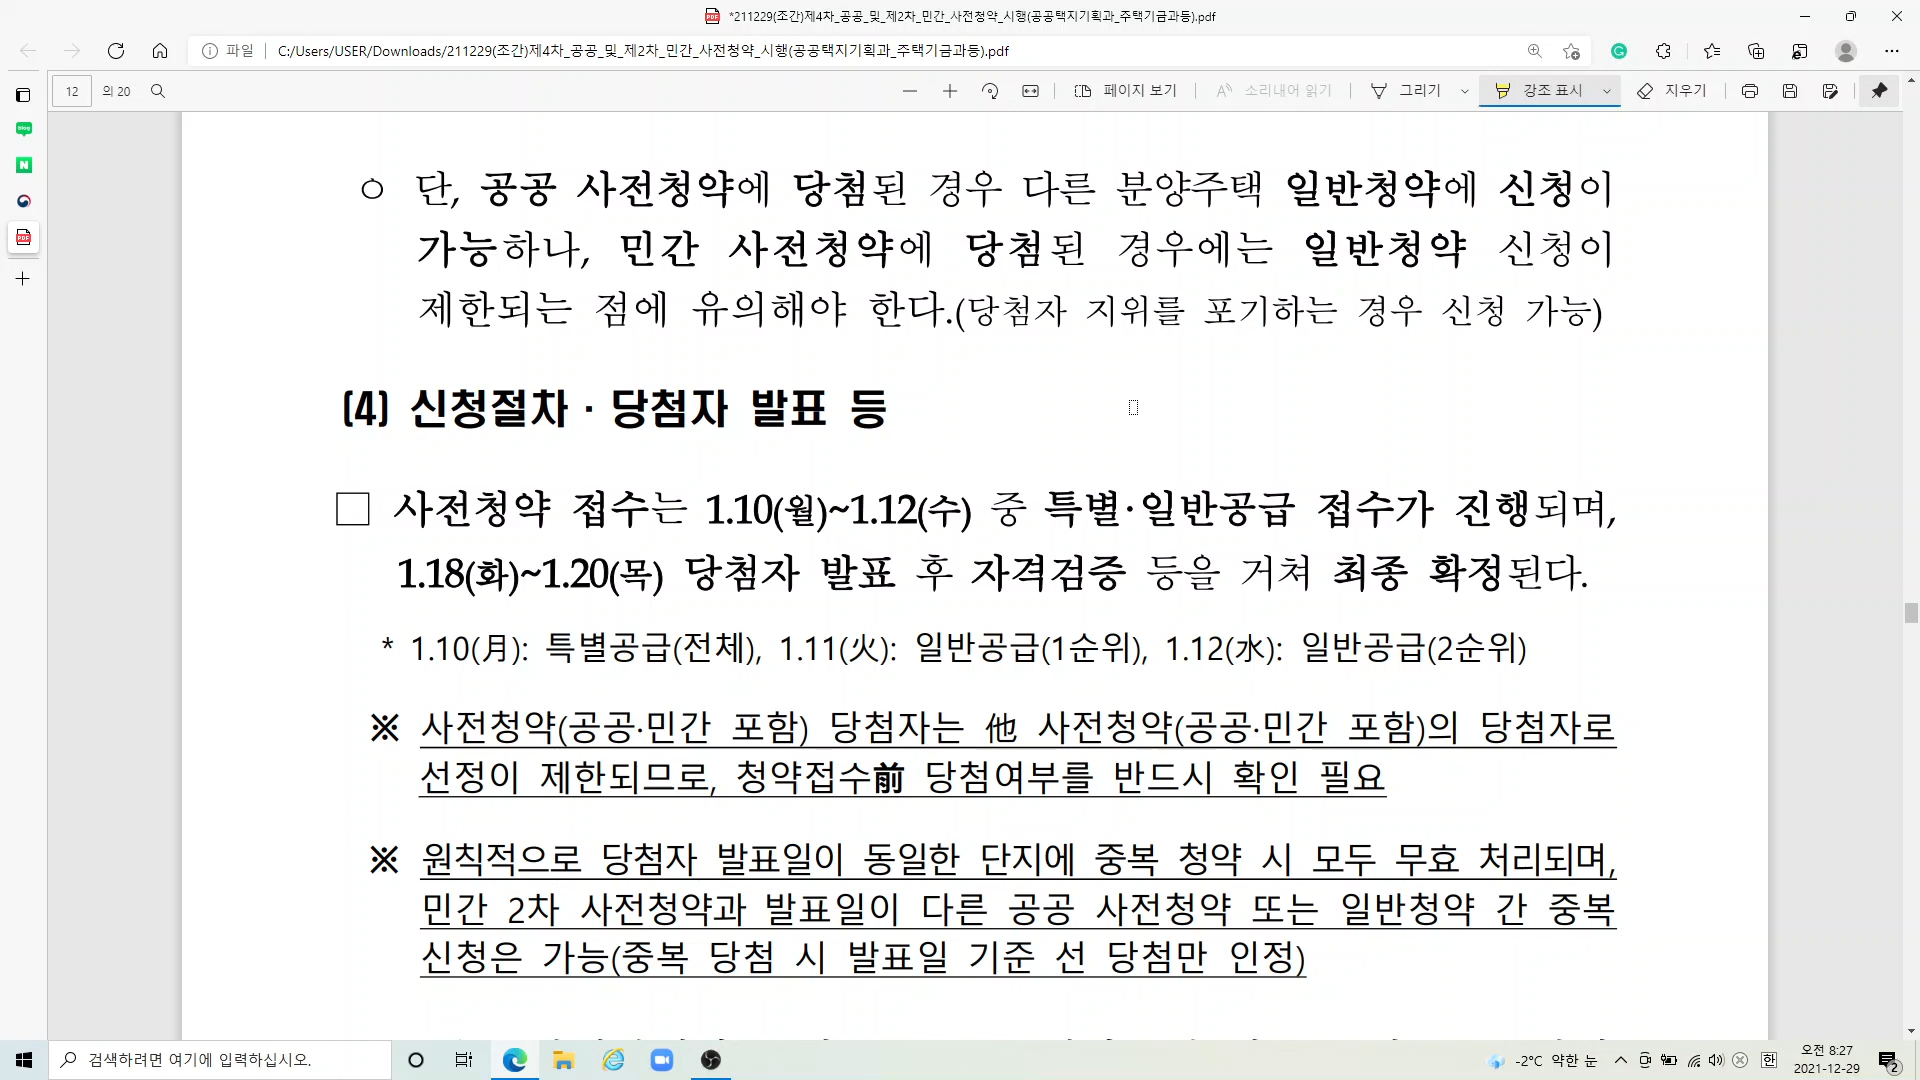 *211229(조간)제4차_공공_및_제2차_민간_사전청약_시행(공공택지기획과_주택기금과등).pdf
파일 C:/Users/USER/Downloads/211229(조간)제4차_공공_및_제2차_민간_사전청약_시행(공공택지기획과_주택기금과등).pdf
12 의 20 페이지 보기 소리내어 읽기 그리기 강조 표시 지우기
ㅇ 단, 공공 사전청약에 당첨된 경우 다른 분양주택 일반청약에 신청이
가능하나, 민간 사전청약에 당첨된 경우에는 일반청약 신청이
제한되는 점에 유의해야 한다.(당첨자 지위를 포기하는 경우 신청 가능)
(4) 신청절차·당첨자 발표 등
□ 사전청약 접수는 1.10(월)~1.12(수) 중 특별·일반공급 접수가 진행되며,
1.18(화)~1.20(목) 당첨자 발표 후 자격검증 등을 거쳐 최종 확정된다.
* 1.10(月): 특별공급(전체), 1.11(火): 일반공급(1순위), 1.12(水): 일반공급(2순위)
※ 사전청약(공공·민간 포함) 당첨자는 他 사전청약(공공·민간 포함)의 당첨자로
선정이 제한되므로, 청약접수前 당첨여부를 반드시 확인 필요
※ 원칙적으로 당첨자 발표일이 동일한 단지에 중복 청약 시 모두 무효 처리되며,
민간 2차 사전청약과 발표일이 다른 공공 사전청약 또는 일반청약 간 중복
신청은 가능(중복 당첨 시 발표일 기준 선 당첨만 인정)
검색하려면 여기에 입력하십시오.
-2°C 약한 눈
한
오전 8:27
2021-12-29
2